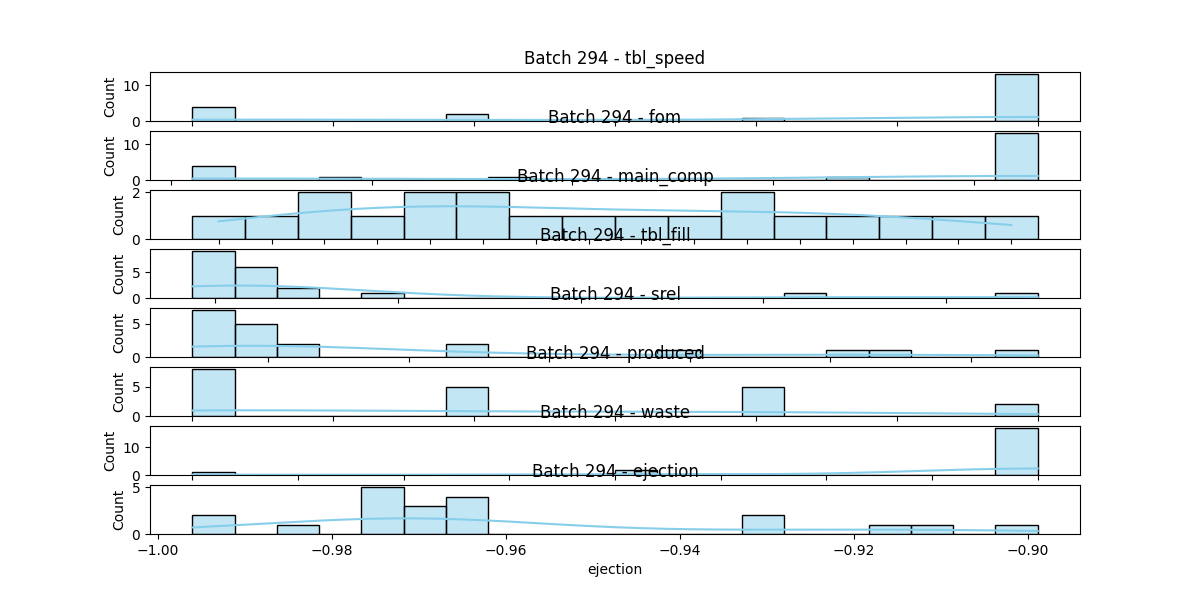 Batch 294 - tbl_speed
Count
10
0
Batch 294 - fom
Count
10
0
Batch 294 - main_comp
Count
2
0
Batch 294 - tbl_fill
Count
5
0
Batch 294 - srel
Count
5
0
Batch 294 - produced
Count
5
0
Batch 294 - waste
Count
10
0
Batch 294 - ejection
Count
5
0
−1.00 −0.98 −0.96 −0.94 −0.92 −0.90
ejection